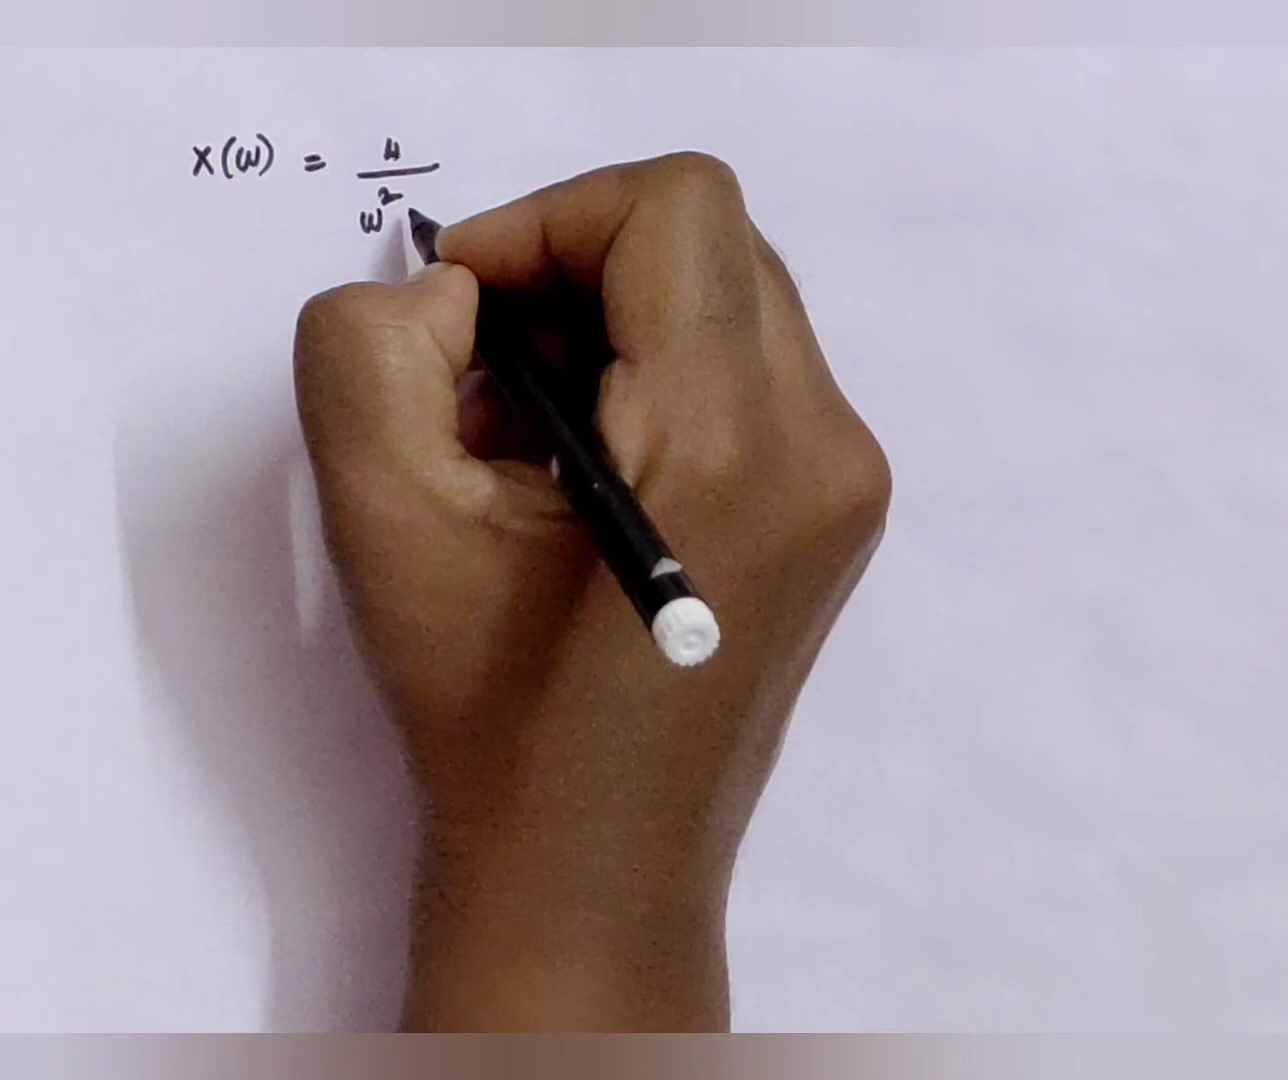 X(ω) = 4/ω²